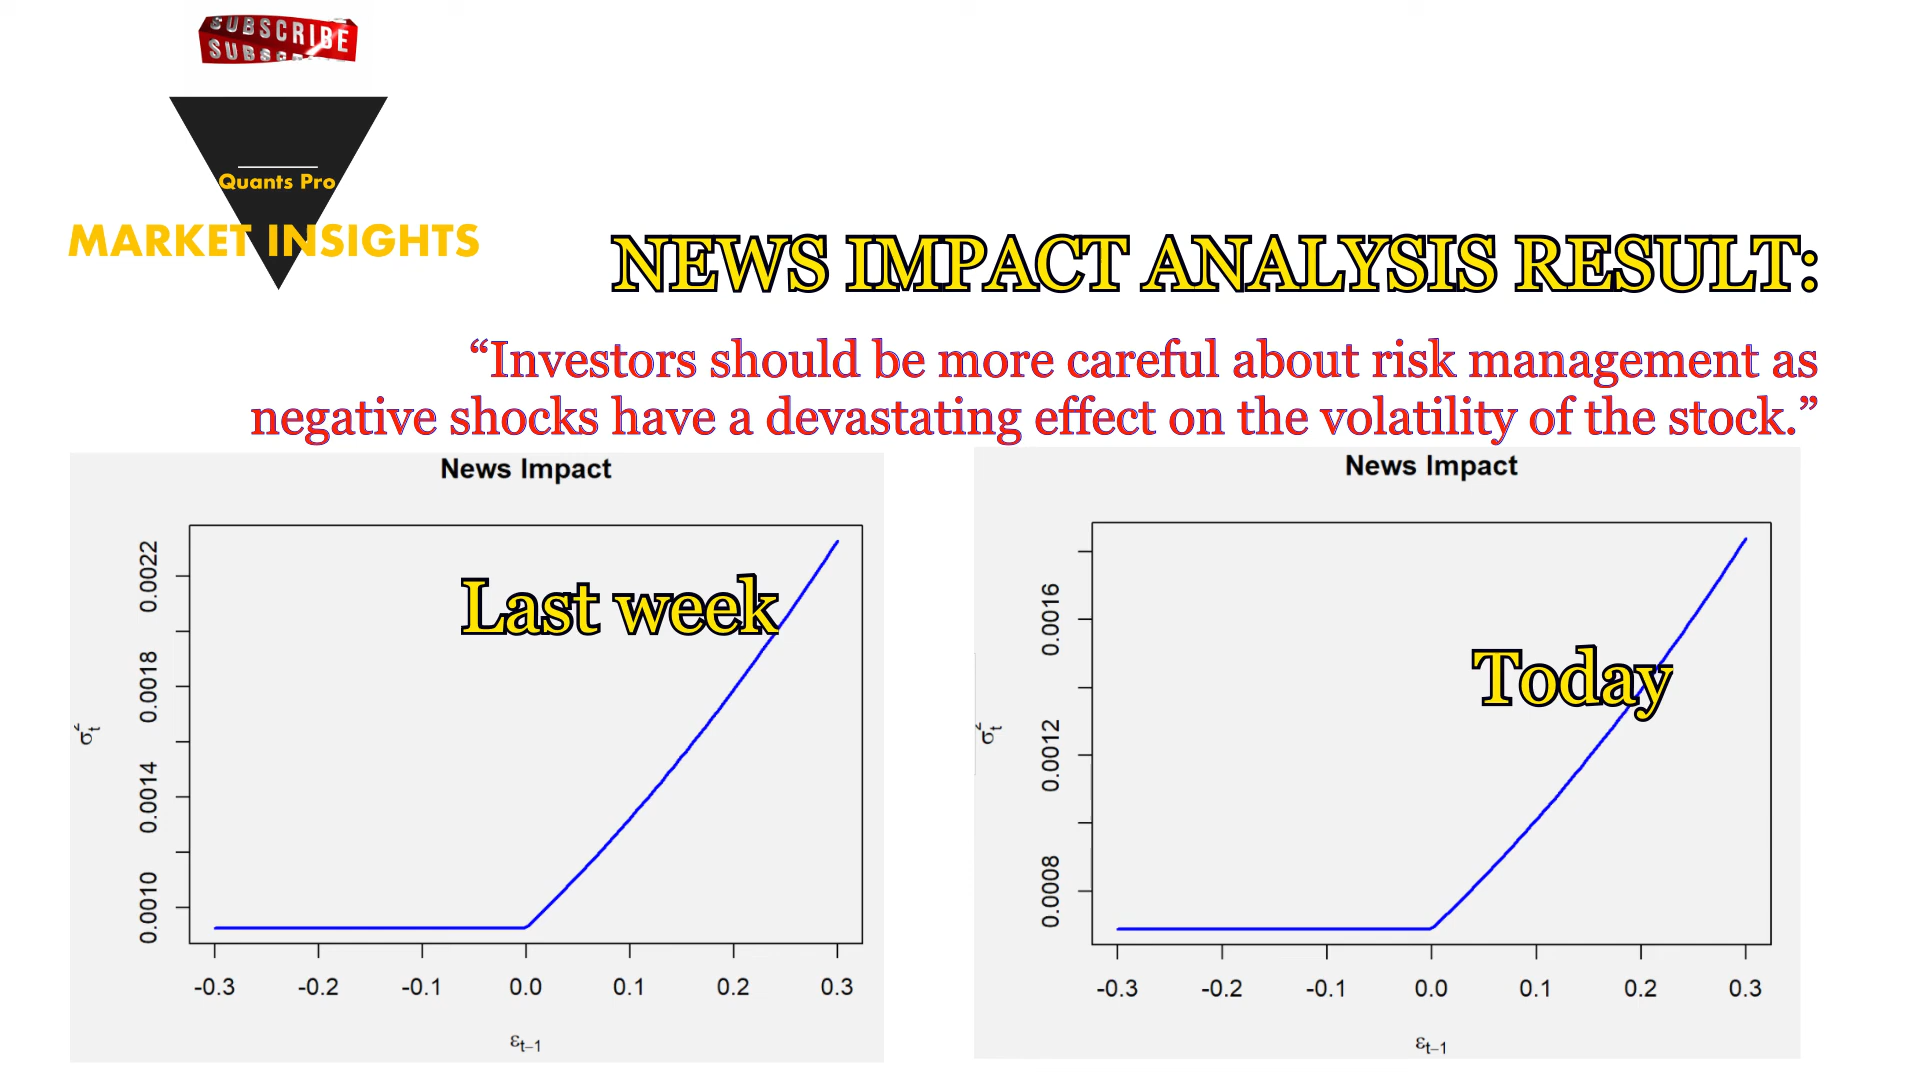 SUBSCRIBE
SUBSCRI
Quants Pro
MARKET INSIGHTS
NEWS IMPACT ANALYSIS RESULT:
“Investors should be more careful about risk management as
negative shocks have a devastating effect on the volatility of the stock.”
News Impact
Last week
0.0022
0.0018
0.0014
0.0010
σt²
-0.3 -0.2 -0.1 0.0 0.1 0.2 0.3
εt−1
News Impact
Today
0.0016
0.0012
0.0008
σt²
-0.3 -0.2 -0.1 0.0 0.1 0.2 0.3
εt−1